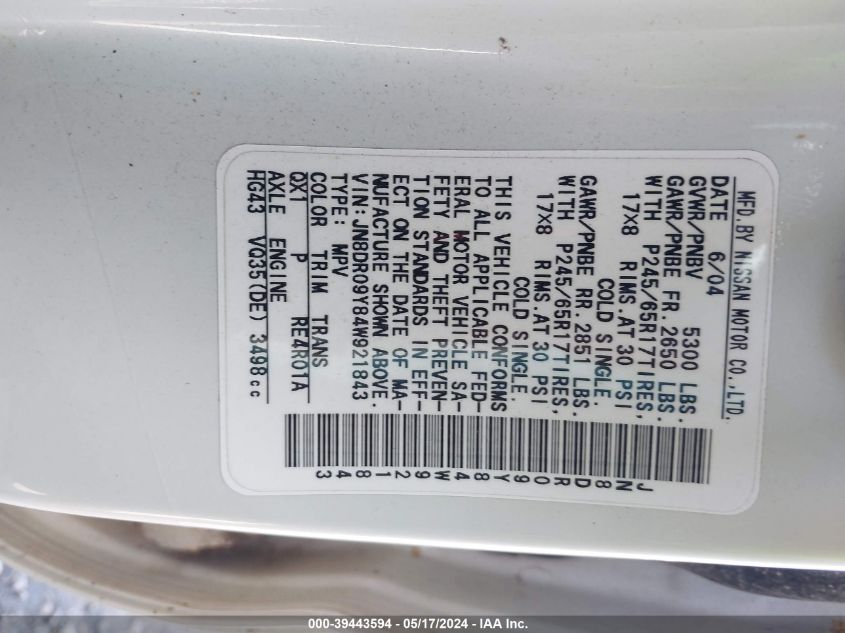 MFD.BY NISSAN MOTOR CO.,LTD.
DATE 6/04
GVWR/PNBV 5300 LBS.
GAWR/PNBE FR.2650 LBS.
WITH P245/65R17TIRES,
17X8 RIMS.AT 30 PSI
COLD SINGLE.
GAWR/PNBE RR.2851 LBS.
WITH P245/65R17TIRES,
17X8 RIMS.AT 30 PSI
COLD SINGLE.
THIS VEHICLE CONFORMS
TO ALL APPLICABLE FED-
ERAL MOTOR VEHICLE SA-
FETY AND THEFT PREVEN-
TION STANDARDS IN EFF-
ECT ON THE DATE OF MA-
NUFACTURE SHOWN ABOVE.
VIN:JN8DR09Y84W921843
TYPE: MPV
COLOR TRIM TRANS
QX1 P RE4R01A
AXLE ENGINE
HG43 VQ35(DE) 3498cc
JN8DR09Y84W921843
000-39443594 - 05/17/2024 - IAA Inc.